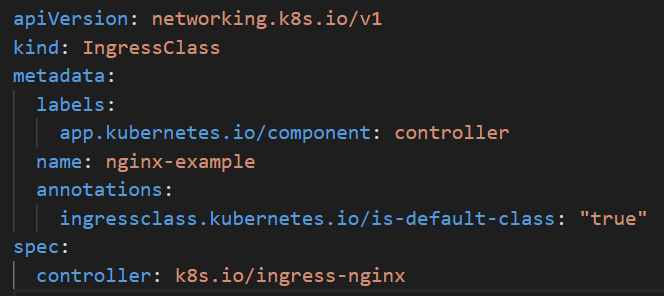 apiVersion: networking.k8s.io/v1
kind: IngressClass
metadata:
  labels:
    app.kubernetes.io/component: controller
  name: nginx-example
  annotations:
    ingressclass.kubernetes.io/is-default-class: "true"
spec:
  controller: k8s.io/ingress-nginx